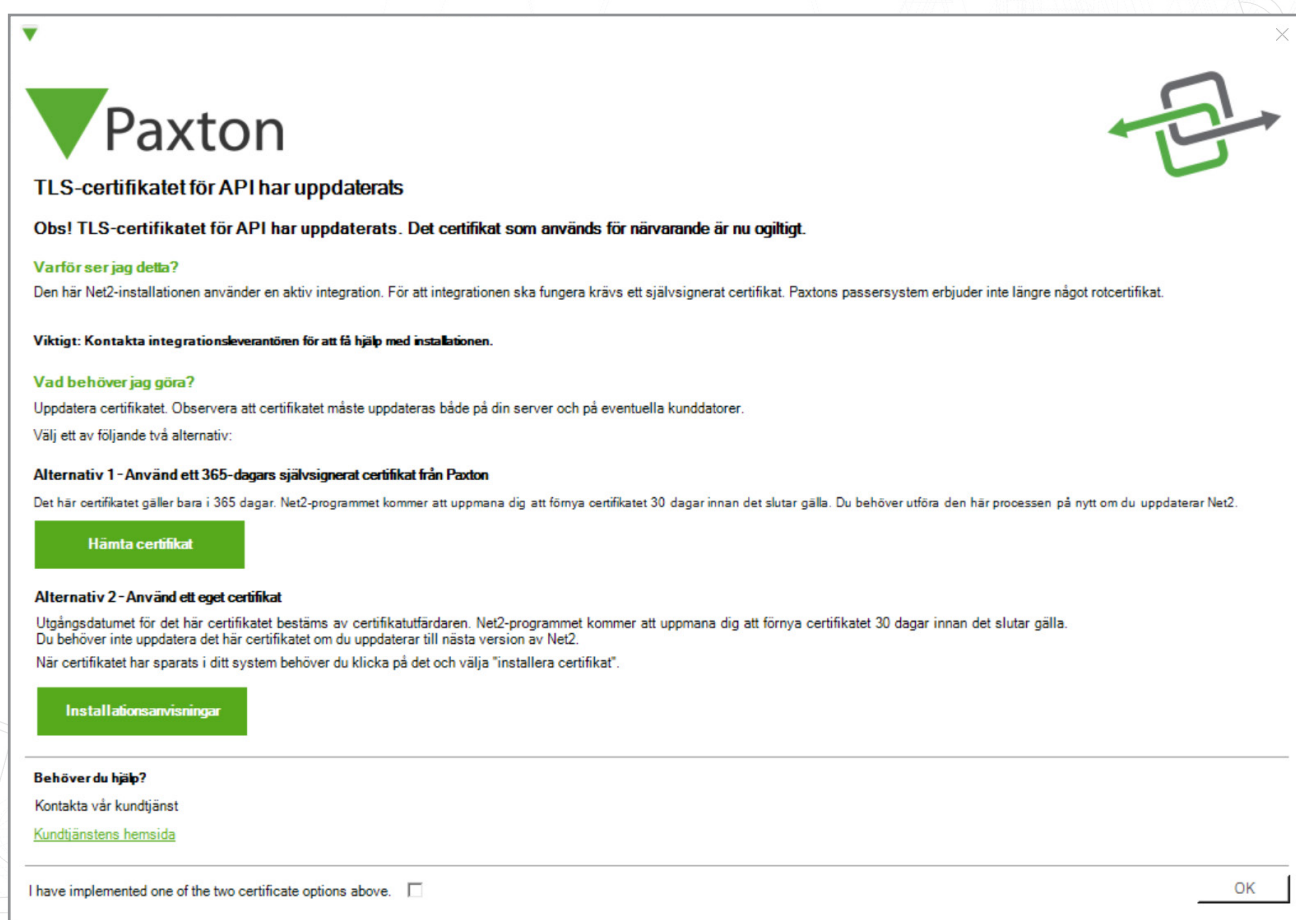 Paxton
TLS-certifikatet för API har uppdaterats
Obs! TLS-certifikatet för API har uppdaterats. Det certifikat som används för närvarande är nu ogiltigt.
Varför ser jag detta?
Den här Net2-installationen använder en aktiv integration. För att integrationen ska fungera krävs ett självsignerat certifikat. Paxtons passersystem erbjuder inte längre något rotcertifikat.
Viktigt: Kontakta integrationsleverantören för att få hjälp med installationen.
Vad behöver jag göra?
Uppdatera certifikatet. Observera att certifikatet måste uppdateras både på din server och på eventuella kunddatorer.
Välj ett av följande två alternativ:
Alternativ 1 - Använd ett 365-dagars självsignerat certifikat från Paxton
Det här certifikatet gäller bara i 365 dagar. Net2-programmet kommer att uppmana dig att förnya certifikatet 30 dagar innan det slutar gälla. Du behöver utföra den här processen på nytt om du uppdaterar Net2.
Hämta certifikat
Alternativ 2 - Använd ett eget certifikat
Utgångsdatumet för det här certifikatet bestäms av certifikatutfärdaren. Net2-programmet kommer att uppmana dig att förnya certifikatet 30 dagar innan det slutar gälla.
Du behöver inte uppdatera det här certifikatet om du uppdaterar till nästa version av Net2.
När certifikatet har sparats i ditt system behöver du klicka på det och välja "installera certifikat".
Installationsanvisningar
Behöver du hjälp?
Kontakta vår kundtjänst
Kundtjänstens hemsida
I have implemented one of the two certificate options above.
OK